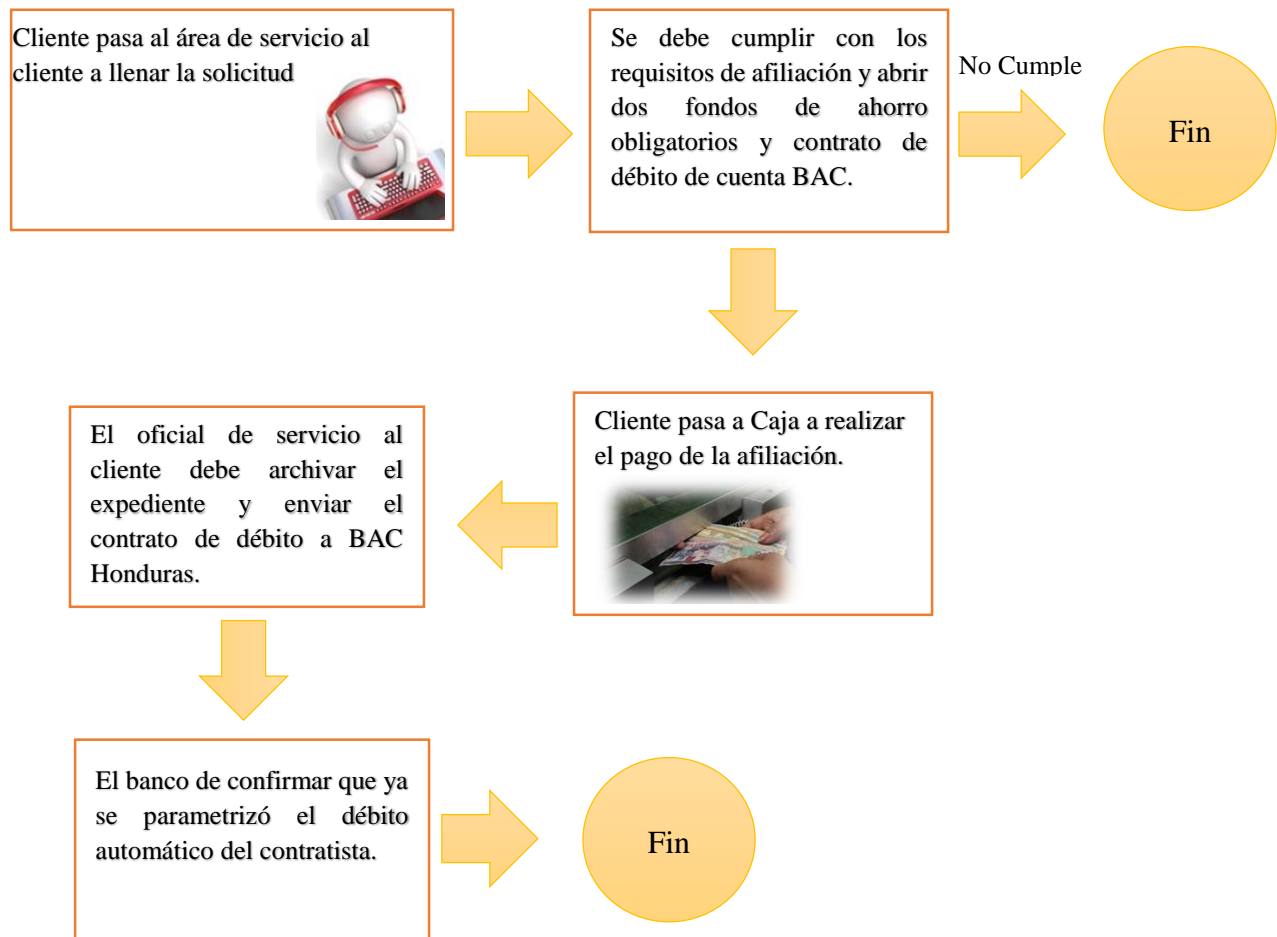 Cliente pasa al área de servicio al
cliente a llenar la solicitud
Se debe cumplir con los
requisitos de afiliación y abrir
dos fondos de ahorro
obligatorios y contrato de
débito de cuenta BAC.
No Cumple
Fin
Cliente pasa a Caja a realizar
el pago de la afiliación.
El oficial de servicio al
cliente debe archivar el
expediente y enviar el
contrato de débito a BAC
Honduras.
El banco de confirmar que ya
se parametrizó el débito
automático del contratista.
Fin